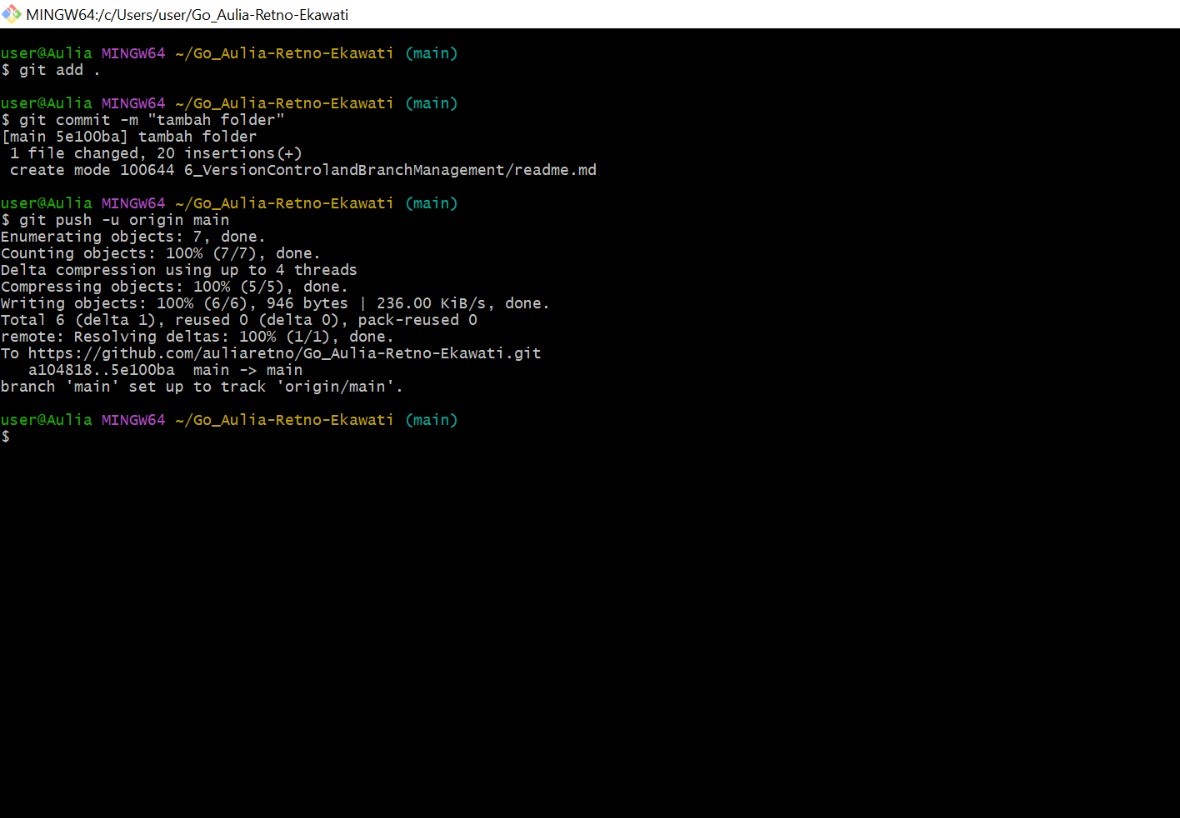 MINGW64:/c/Users/user/Go_Aulia-Retno-Ekawati
user@Aulia MINGW64 ~/Go_Aulia-Retno-Ekawati (main)
$ git add .
user@Aulia MINGW64 ~/Go_Aulia-Retno-Ekawati (main)
$ git commit -m "tambah folder"
[main 5e100ba] tambah folder
 1 file changed, 20 insertions(+)
 create mode 100644 6_VersionControlandBranchManagement/readme.md
user@Aulia MINGW64 ~/Go_Aulia-Retno-Ekawati (main)
$ git push -u origin main
Enumerating objects: 7, done.
Counting objects: 100% (7/7), done.
Delta compression using up to 4 threads
Compressing objects: 100% (5/5), done.
Writing objects: 100% (6/6), 946 bytes | 236.00 KiB/s, done.
Total 6 (delta 1), reused 0 (delta 0), pack-reused 0
remote: Resolving deltas: 100% (1/1), done.
To https://github.com/auliaretno/Go_Aulia-Retno-Ekawati.git
   a104818..5e100ba  main -> main
branch 'main' set up to track 'origin/main'.
user@Aulia MINGW64 ~/Go_Aulia-Retno-Ekawati (main)
$